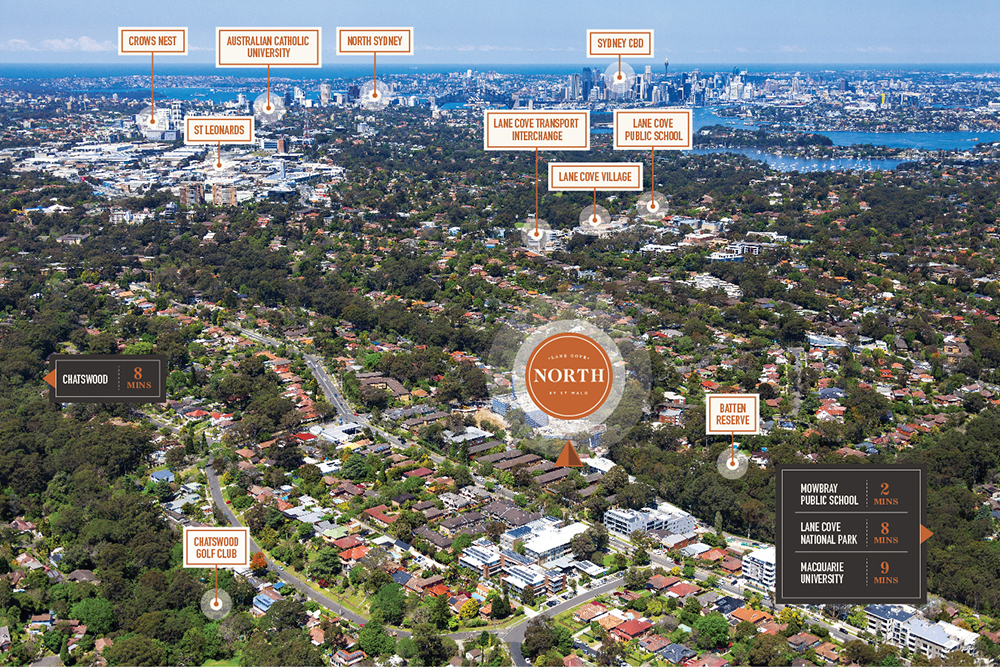 CROWS NEST
AUSTRALIAN CATHOLIC
UNIVERSITY
NORTH SYDNEY
SYDNEY CBD
ST LEONARDS
LANE COVE TRANSPORT
INTERCHANGE
LANE COVE
PUBLIC SCHOOL
LANE COVE VILLAGE
CHATSWOOD
8
MINS
LANE COVE
NORTH
BY ST MALO
BATTEN
RESERVE
MOWBRAY
PUBLIC SCHOOL
2
MINS
LANE COVE
NATIONAL PARK
8
MINS
MACQUARIE
UNIVERSITY
9
MINS
CHATSWOOD
GOLF CLUB